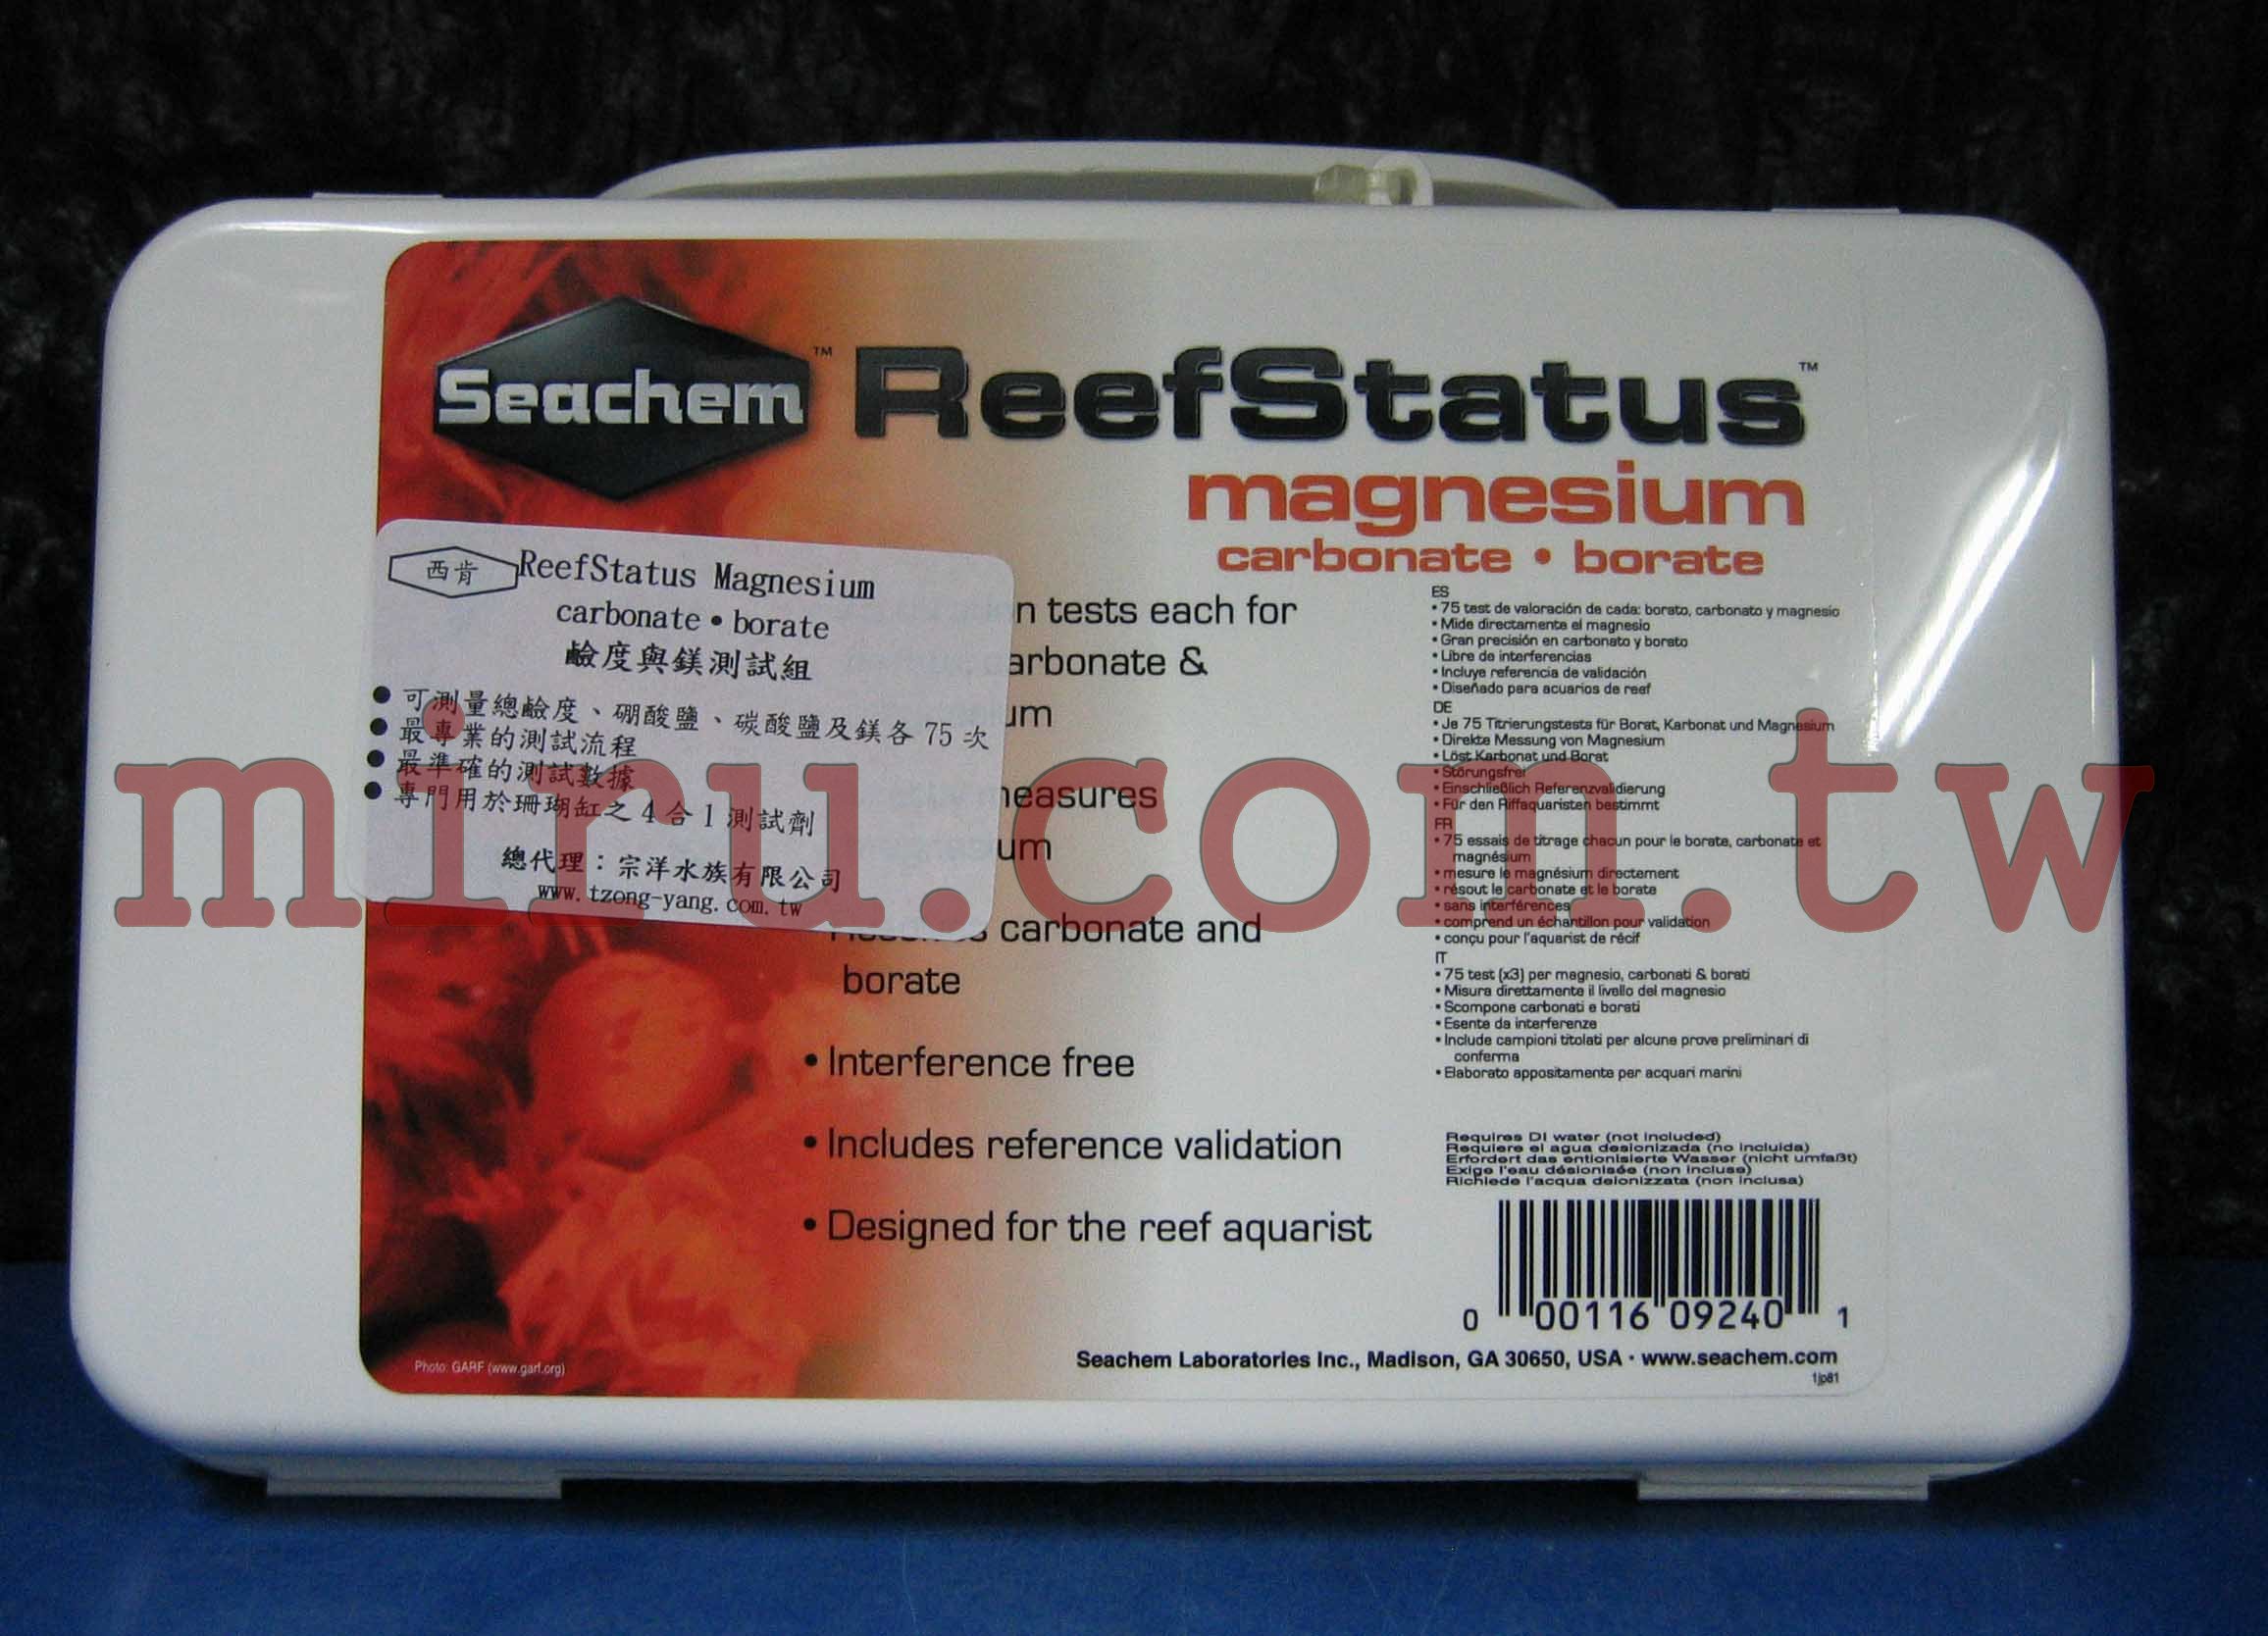 Seachem™ ReefStatus™
magnesium
carbonate • borate
西肯 ReefStatus Magnesium
carbonate • borate
鹼度與鎂測試組
● 可測量總鹼度、硼酸鹽、碳酸鹽及鎂各 75 次
● 最專業的測試流程
● 最準確的測試數據
● 專門用於珊瑚缸之 4 合 1 測試劑
總代理：宗洋水族有限公司
www.tzong-yang.com.tw
tests each for
carbonate &
measures
carbonate and
borate
• Interference free
• Includes reference validation
• Designed for the reef aquarist
ES
• 75 test de valoración de cada: borato, carbonato y magnesio
• Mide directamente el magnesio
• Gran precisión en carbonato y borato
• Libre de interferencias
• Incluye referencia de validación
• Diseñado para acuarios de reef
DE
• Je 75 Titrierungstests für Borat, Karbonat und Magnesium
• Direkte Messung von Magnesium
• Löst Karbonat und Borat
• Störungsfrei
• Einschließlich Referenzvalidierung
• Für den Riffaquaristen bestimmt
FR
• 75 essais de titrage chacun pour le borate, carbonate et
magnésium
• mesure le magnésium directement
• résout le carbonate et le borate
• sans interférences
• comprend un échantillon pour validation
• conçu pour l'aquarist de récif
IT
• 75 test (x3) per magnesio, carbonati & borati
• Misura direttamente il livello del magnesio
• Scompone carbonati e borati
• Esente da interferenze
• Include campioni titolati per alcune prove preliminari di
conferma
• Elaborato appositamente per acquari marini
Requires DI water (not included)
Requiere el agua desionizada (no incluida)
Erfordert das entionisierte Wasser (nicht umfaßt)
Exige l'eau désionisée (non incluse)
Richiede l'acqua deionizzata (non inclusa)
0 00116 09240 1
Photo: GARF (www.garf.org)
Seachem Laboratories Inc., Madison, GA 30650, USA • www.seachem.com
1jp81
miru.com.tw